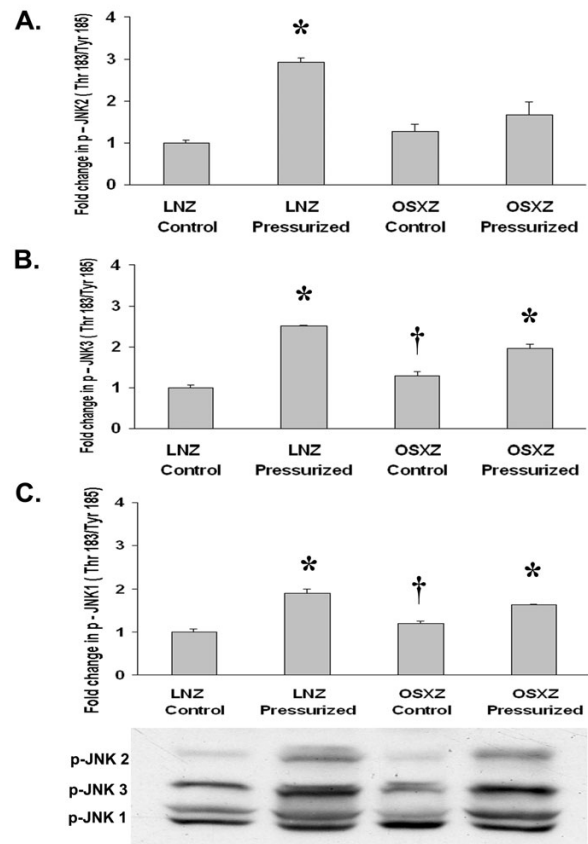 A.
Fold change in p – JNK2 ( Thr 183/Tyr 185)
4
3
2
1
0
*
LNZ Control
LNZ Pressurized
OSXZ Control
OSXZ Pressurized
B.
Fold change in p – JNK3 ( Thr 183/Tyr 185)
4
3
2
1
0
*
†
*
LNZ Control
LNZ Pressurized
OSXZ Control
OSXZ Pressurized
C.
Fold change in p - JNK1 ( Thr 183/Tyr 185)
4
3
2
1
0
*
†
*
LNZ Control
LNZ Pressurized
OSXZ Control
OSXZ Pressurized
p-JNK 2
p-JNK 3
p-JNK 1